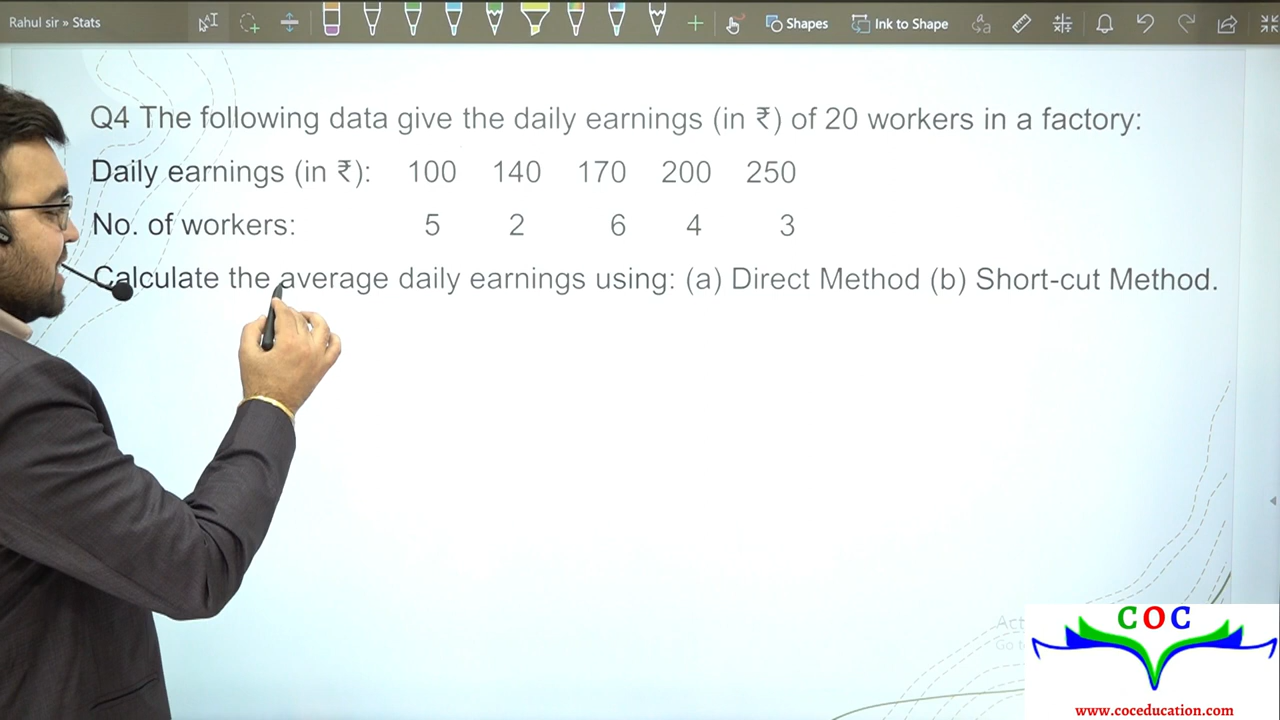 Rahul sir » Stats
Shapes
Ink to Shape
Q4 The following data give the daily earnings (in ₹) of 20 workers in a factory:
Daily earnings (in ₹): 100 140 170 200 250
No. of workers: 5 2 6 4 3
Calculate the average daily earnings using: (a) Direct Method (b) Short-cut Method.
Act
Go t
COC
www.coceducation.com